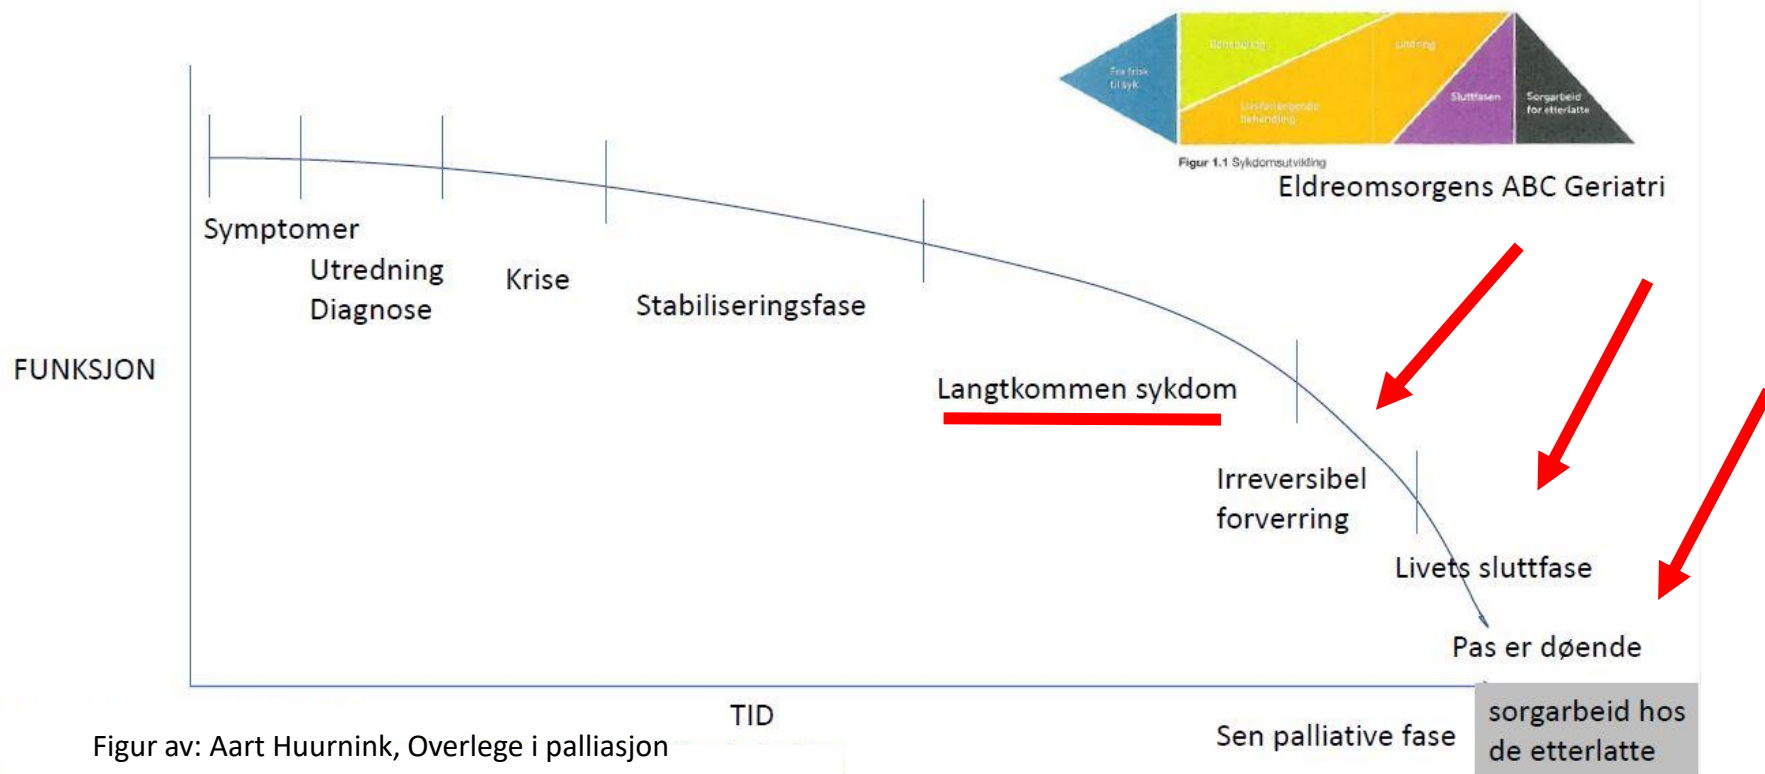 Fra frisk
til syk
Lindring
behandling
Sluttfasen
Sorgarbeid
for etterlatte
Figur 1.1 Sykdomsutvikling
Eldreomsorgens ABC Geriatri
Symptomer
Utredning
Diagnose
Krise
Stabiliseringsfase
FUNKSJON
Langtkommen sykdom
Irreversibel
forverring
Livets sluttfase
Pas er døende
TID
Sen palliative fase
sorgarbeid hos
de etterlatte
Figur av: Aart Huurnink, Overlege i palliasjon